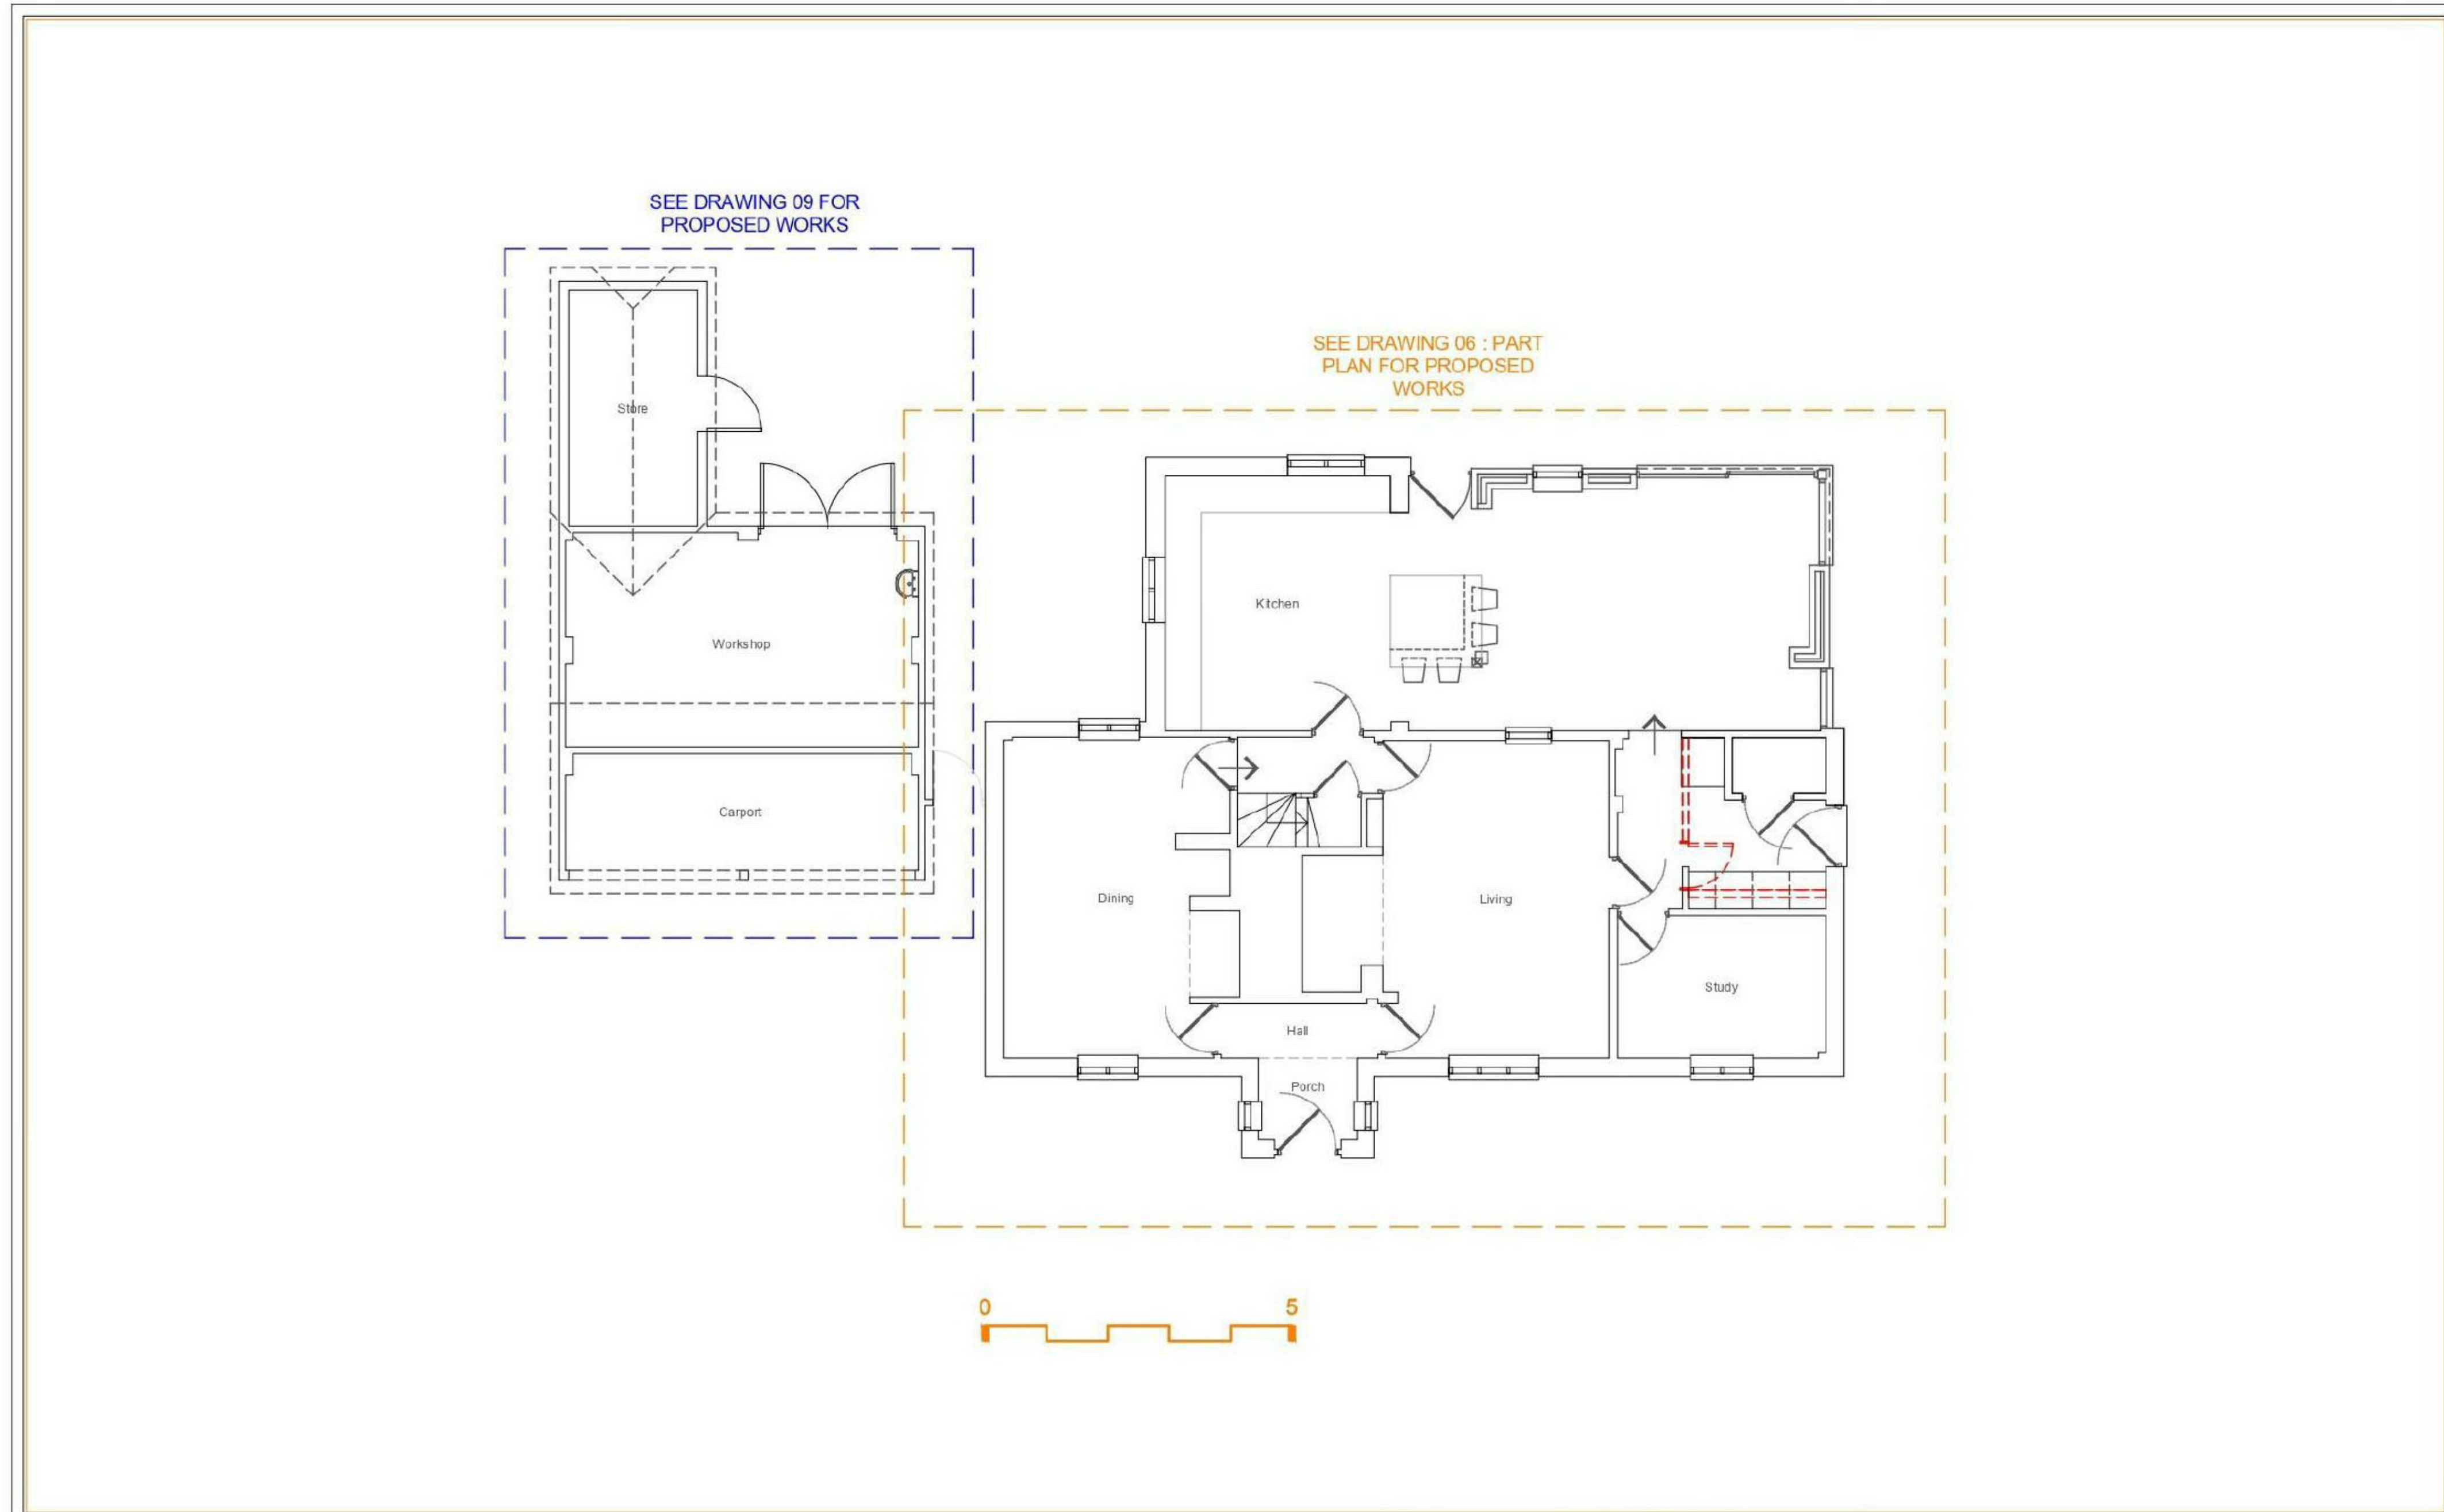 SEE DRAWING 09 FOR
PROPOSED WORKS
SEE DRAWING 06 : PART
PLAN FOR PROPOSED
WORKS
Store
Kitchen
Workshop
Carport
Dining
Living
Study
Hall
Porch
0 5